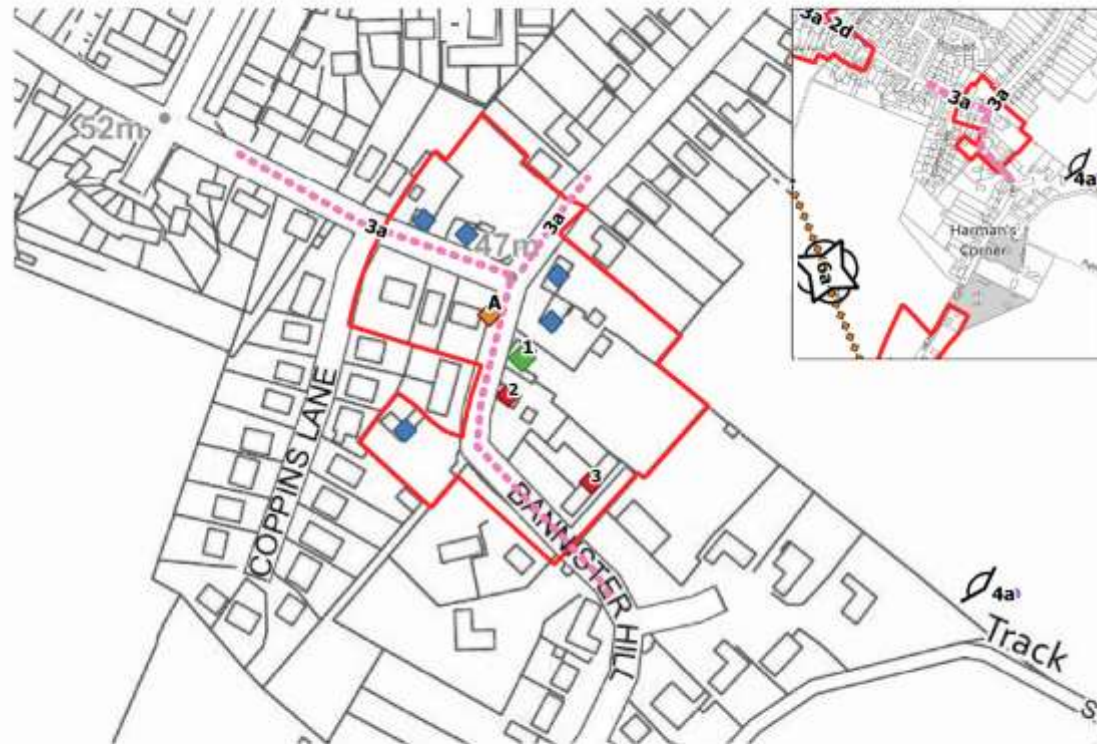 52m
3a
47m
3a
A
1
2
3
COPPINS LANE
BANNISTER HILL
4a
Track
3a
2d
3a
3a
4a
6a
Harman's
Corner